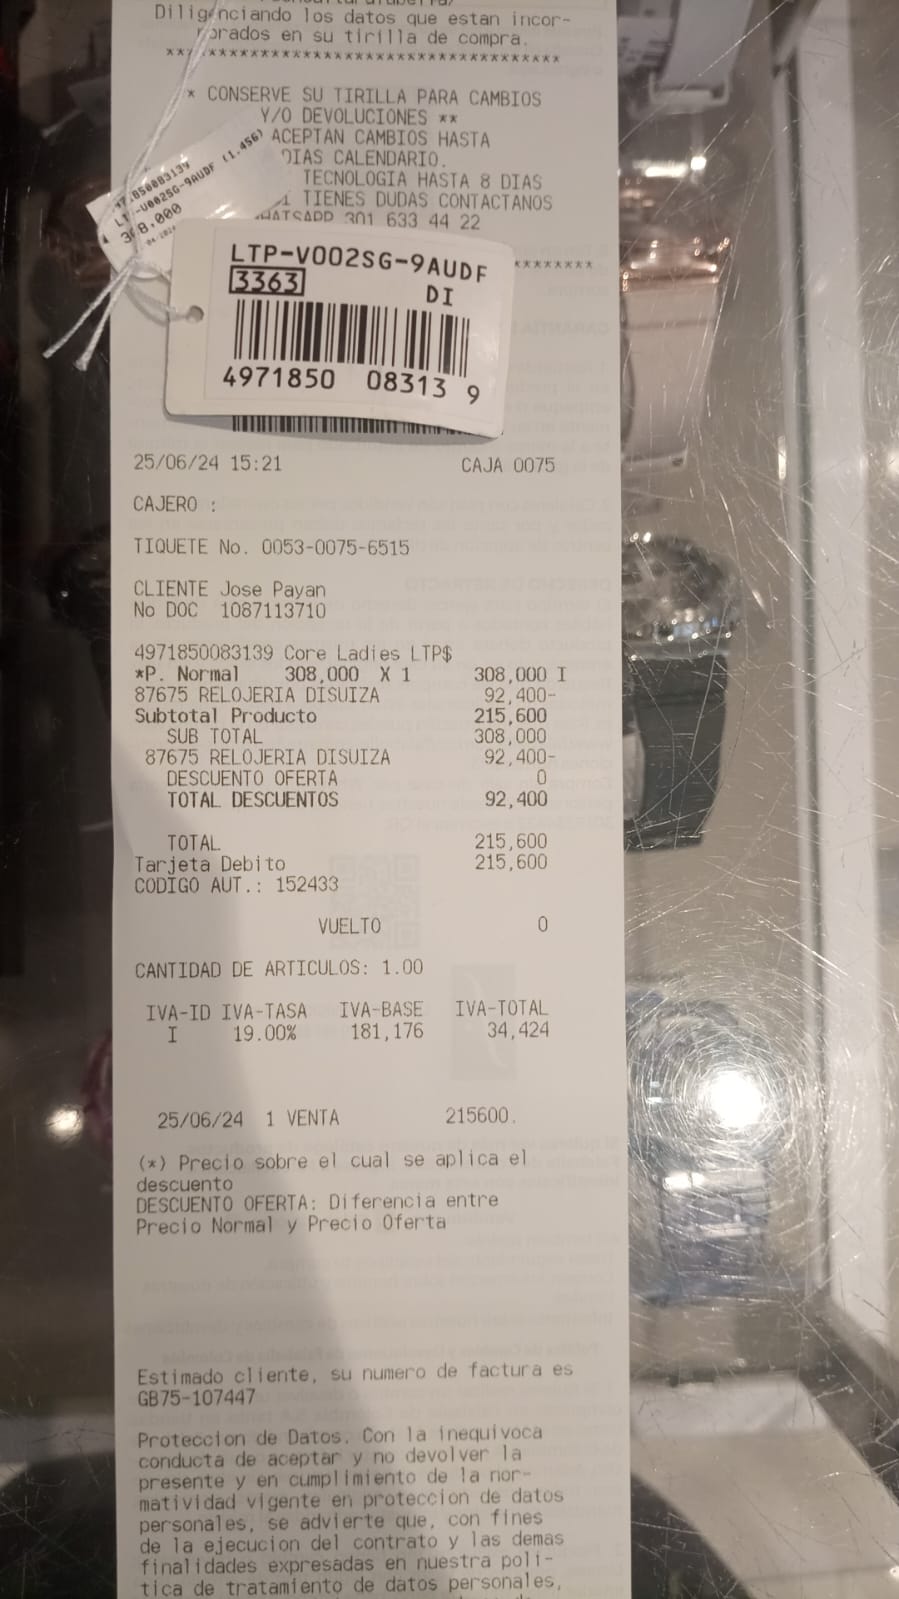 Diligenciando los datos que estan incor-
porados en su tirilla de compra.
***************************************
* CONSERVE SU TIRILLA PARA CAMBIOS
Y/O DEVOLUCIONES **
ACEPTAN CAMBIOS HASTA
DIAS CALENDARIO.
TECNOLOGIA HASTA 8 DIAS
TIENES DUDAS CONTACTANOS
WHATSAPP 301 633 44 22
LTP-V002SG-9AUDF (1.456)
LTP-V002SG-9AUDF
3363
DI
4971850 08313 9
25/06/24 15:21 CAJA 0075
CAJERO :
TIQUETE No. 0053-0075-6515
CLIENTE Jose Payan
No DOC 1087113710
4971850083139 Core Ladies LTP$
*P. Normal 308,000 X 1 308,000 I
87675 RELOJERIA DISUIZA 92,400-
Subtotal Producto 215,600
SUB TOTAL 308,000
87675 RELOJERIA DISUIZA 92,400-
DESCUENTO OFERTA 0
TOTAL DESCUENTOS 92,400
TOTAL 215,600
Tarjeta Debito 215,600
CODIGO AUT.: 152433
VUELTO 0
CANTIDAD DE ARTICULOS: 1.00
IVA-ID IVA-TASA IVA-BASE IVA-TOTAL
I 19.00% 181,176 34,424
25/06/24 1 VENTA 215600.
(*) Precio sobre el cual se aplica el
descuento
DESCUENTO OFERTA: Diferencia entre
Precio Normal y Precio Oferta
Estimado cliente, su numero de factura es
GB75-107447
Proteccion de Datos. Con la inequivoca
conducta de aceptar y no devolver la
presente y en cumplimiento de la nor-
matividad vigente en proteccion de datos
personales, se advierte que, con fines
de la ejecucion del contrato y las demas
finalidades expresadas en nuestra poli-
tica de tratamiento de datos personales,